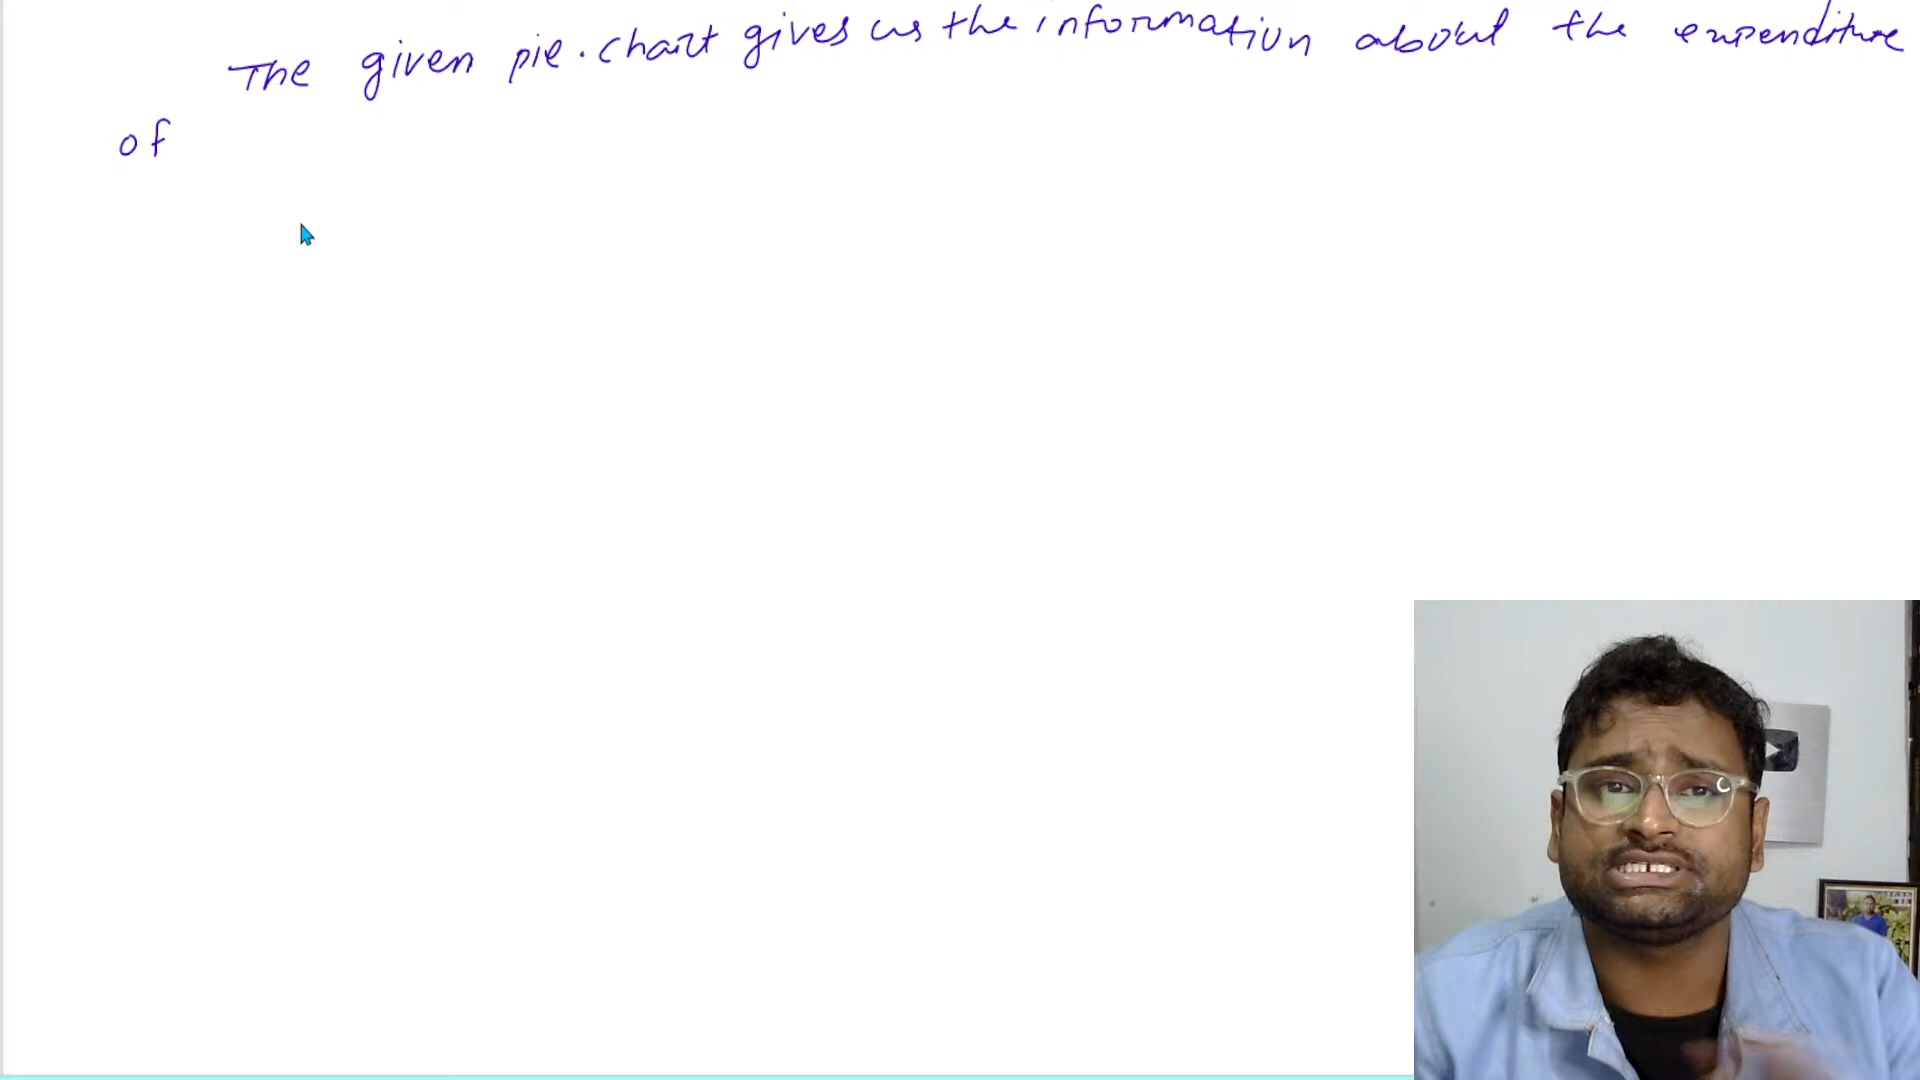 The given pie-chart gives us the information about the expenditure
of